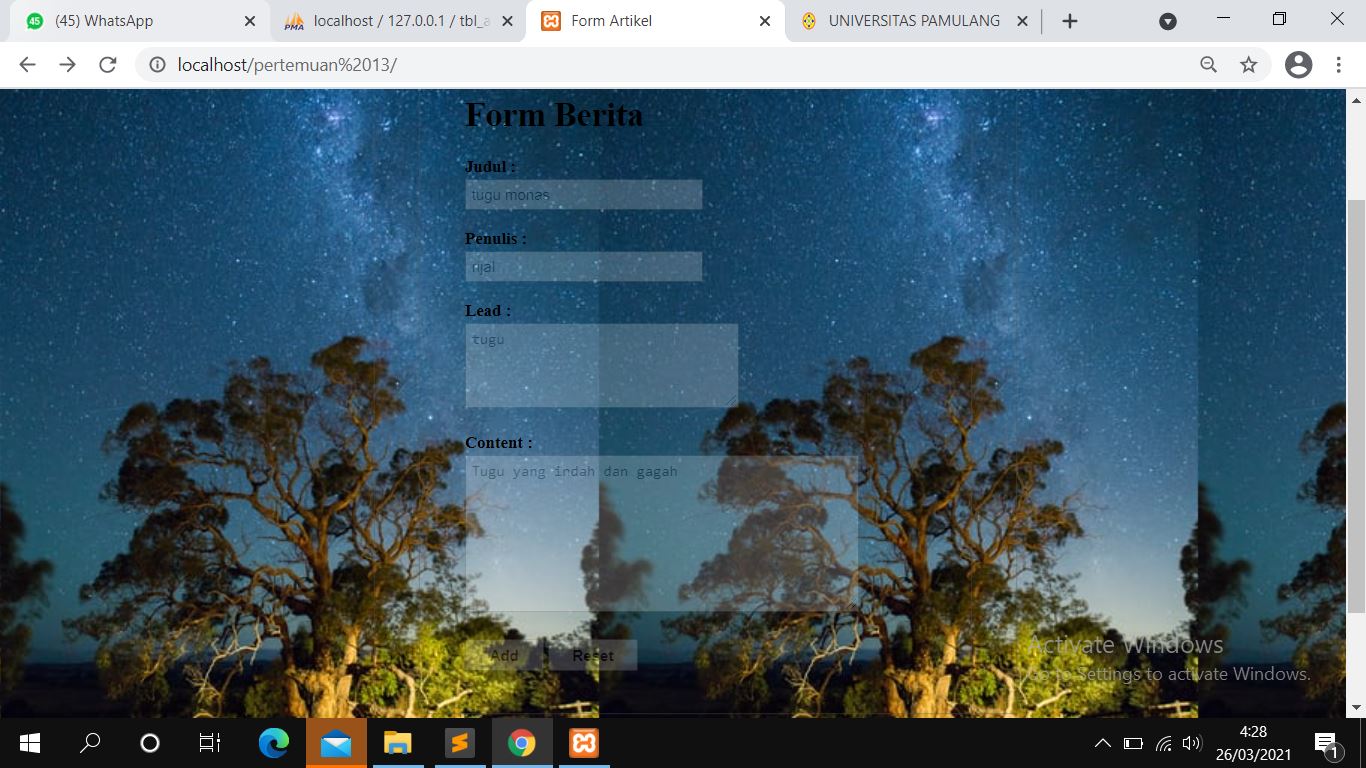 (45) WhatsApp
localhost / 127.0.0.1 / tbl_a
Form Artikel
UNIVERSITAS PAMULANG
localhost/pertemuan%2013/
Form Berita
Judul :
tugu monas
Penulis :
rijal
Lead :
tugu
Content :
Tugu yang indah dan gagah
Add Reset
Activate Windows
Go to Settings to activate Windows.
4:28
26/03/2021
1